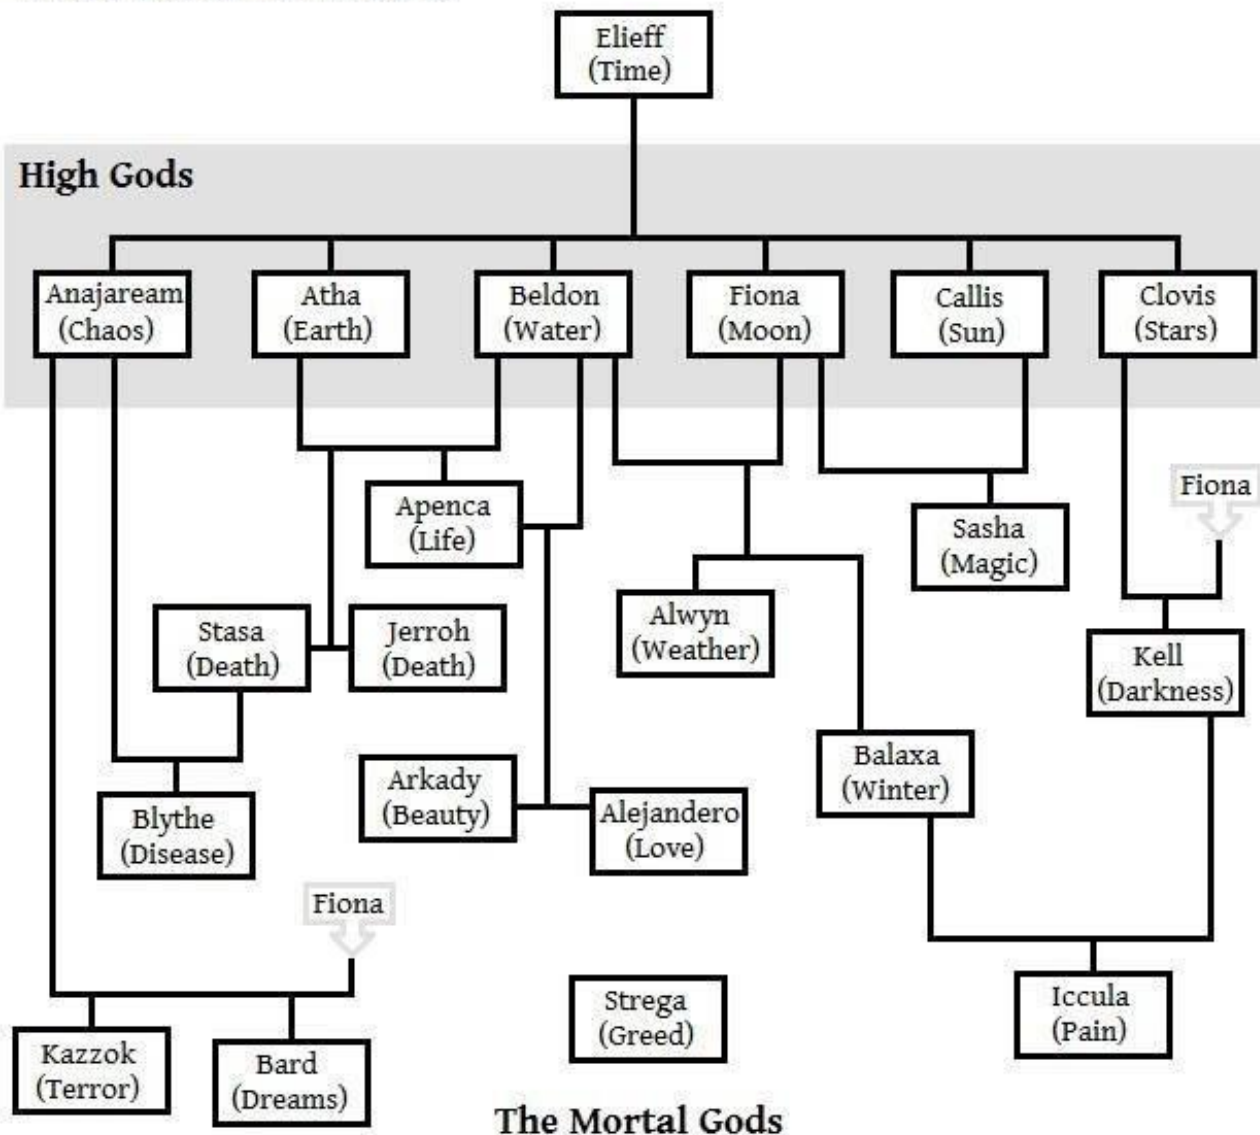 Elieff
(Time)
High Gods
Anajaream
(Chaos)
Atha
(Earth)
Beldon
(Water)
Fiona
(Moon)
Callis
(Sun)
Clovis
(Stars)
Fiona
Apenca
(Life)
Sasha
(Magic)
Alwyn
(Weather)
Stasa
(Death)
Jerroh
(Death)
Kell
(Darkness)
Balaxa
(Winter)
Arkady
(Beauty)
Alejandero
(Love)
Blythe
(Disease)
Fiona
Strega
(Greed)
Iccula
(Pain)
Kazzok
(Terror)
Bard
(Dreams)
The Mortal Gods